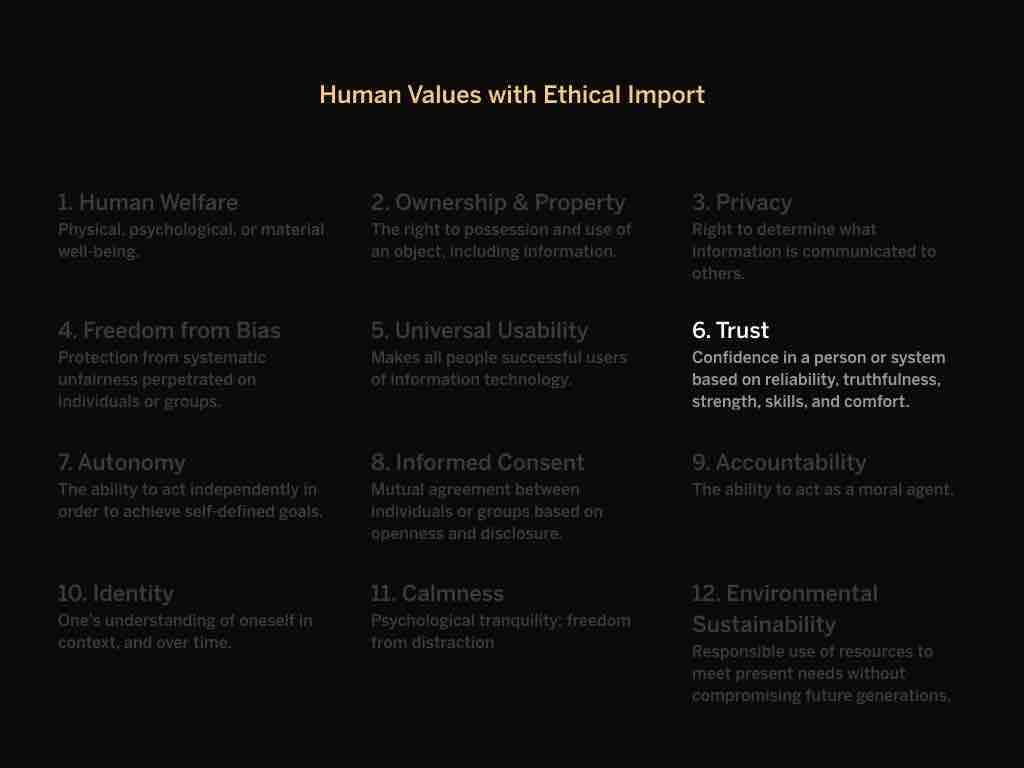 Human Values with Ethical Import
1. Human Welfare
Physical, psychological, or material
well-being.
2. Ownership & Property
The right to possession and use of
an object, including information.
3. Privacy
Right to determine what
information is communicated to
others.
4. Freedom from Bias
Protection from systematic
unfairness perpetrated on
individuals or groups.
5. Universal Usability
Makes all people successful users
of information technology.
6. Trust
Confidence in a person or system
based on reliability, truthfulness,
strength, skills, and comfort.
7. Autonomy
The ability to act independently in
order to achieve self-defined goals.
8. Informed Consent
Mutual agreement between
individuals or groups based on
openness and disclosure.
9. Accountability
The ability to act as a moral agent.
10. Identity
One's understanding of oneself in
context, and over time.
11. Calmness
Psychological tranquility; freedom
from distraction
12. Environmental
Sustainability
Responsible use of resources to
meet present needs without
compromising future generations.